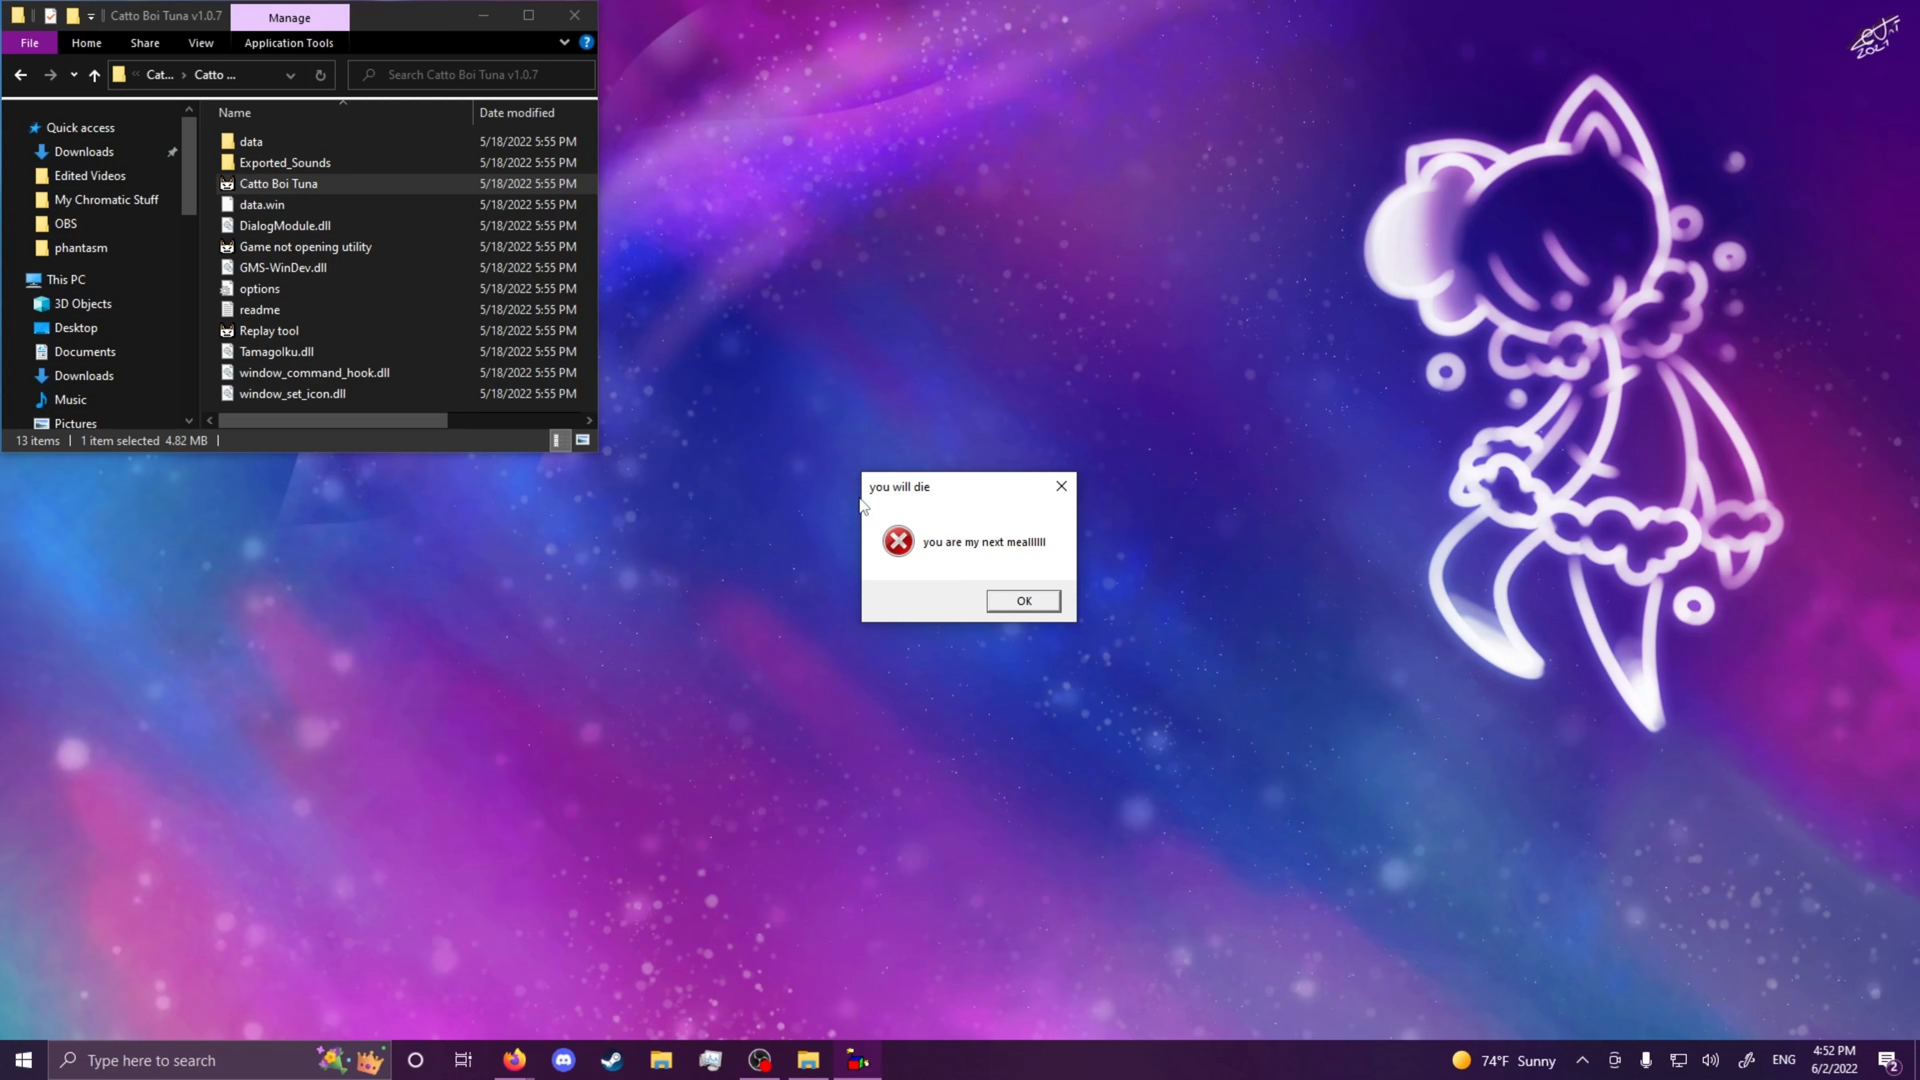 Catto Boi Tuna v1.0.7
Manage
File
Home
Share
View
Application Tools
Cat...
Catto ...
Search Catto Boi Tuna v1.0.7
Name
Date modified
Quick access
Downloads
Edited Videos
My Chromatic Stuff
OBS
phantasm
This PC
3D Objects
Desktop
Documents
Downloads
Music
Pictures
data 5/18/2022 5:55 PM
Exported_Sounds 5/18/2022 5:55 PM
Catto Boi Tuna 5/18/2022 5:55 PM
data.win 5/18/2022 5:55 PM
DialogModule.dll 5/18/2022 5:55 PM
Game not opening utility 5/18/2022 5:55 PM
GMS-WinDev.dll 5/18/2022 5:55 PM
options 5/18/2022 5:55 PM
readme 5/18/2022 5:55 PM
Replay tool 5/18/2022 5:55 PM
Tamagolku.dll 5/18/2022 5:55 PM
window_command_hook.dll 5/18/2022 5:55 PM
window_set_icon.dll 5/18/2022 5:55 PM
13 items
1 item selected 4.82 MB
you will die
you are my next meallllll
OK
2021
Type here to search
74°F Sunny
ENG
4:52 PM
6/2/2022
2